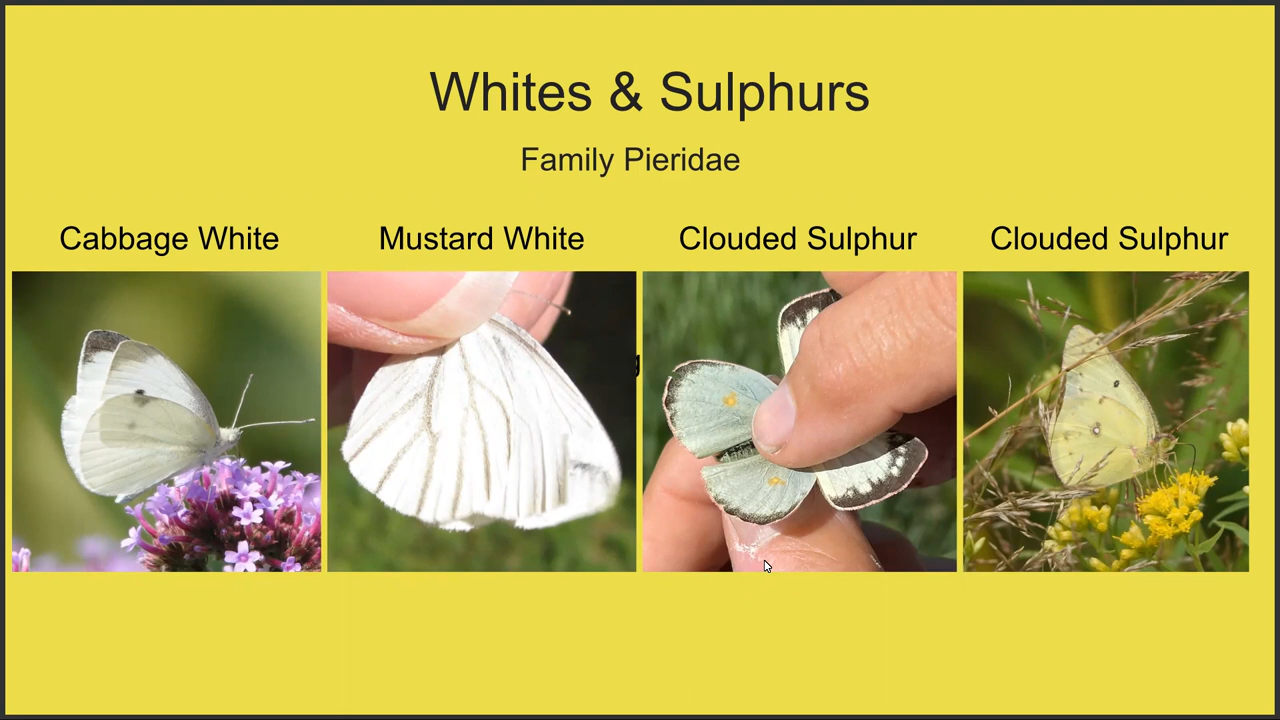 Whites & Sulphurs
Family Pieridae
Cabbage White
Mustard White
Clouded Sulphur
Clouded Sulphur